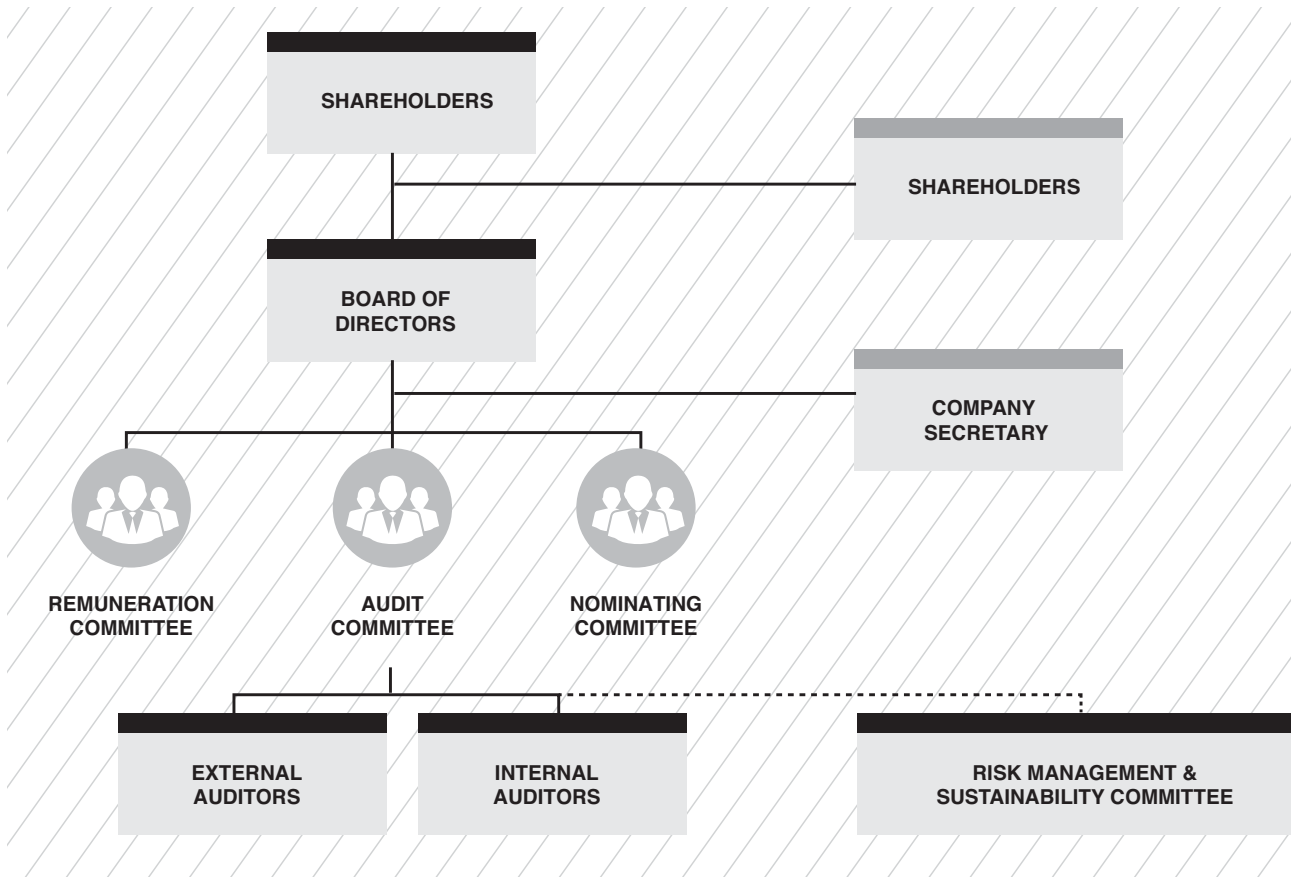 SHAREHOLDERS
SHAREHOLDERS
BOARD OF
DIRECTORS
COMPANY
SECRETARY
REMUNERATION
COMMITTEE
AUDIT
COMMITTEE
NOMINATING
COMMITTEE
EXTERNAL
AUDITORS
INTERNAL
AUDITORS
RISK MANAGEMENT &
SUSTAINABILITY COMMITTEE